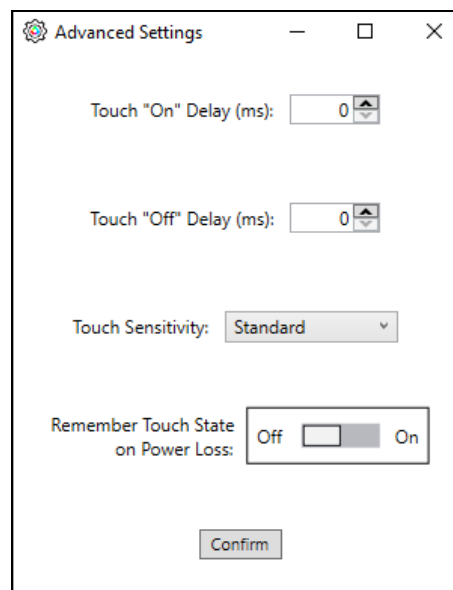 Advanced Settings
Touch "On" Delay (ms): 0
Touch "Off" Delay (ms): 0
Touch Sensitivity: Standard
Remember Touch State
on Power Loss:
Off On
Confirm